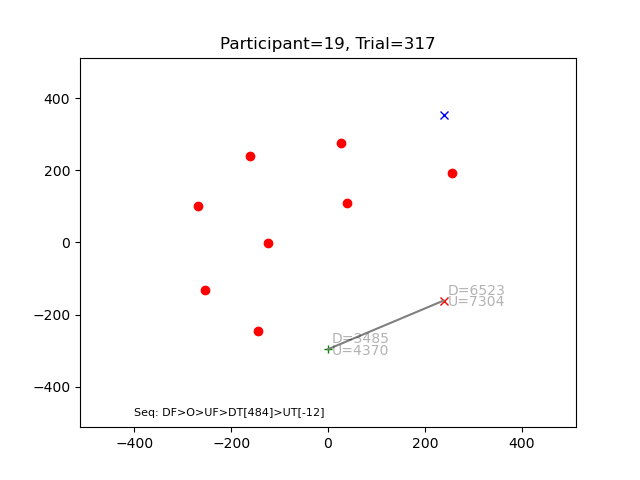 Participant=19, Trial=317
400
200
0
−200
−400
D=6523
U=7304
D=3485
U=4370
Seq: DF>O>UF>DT[484]>UT[-12]
−400
−200
0
200
400